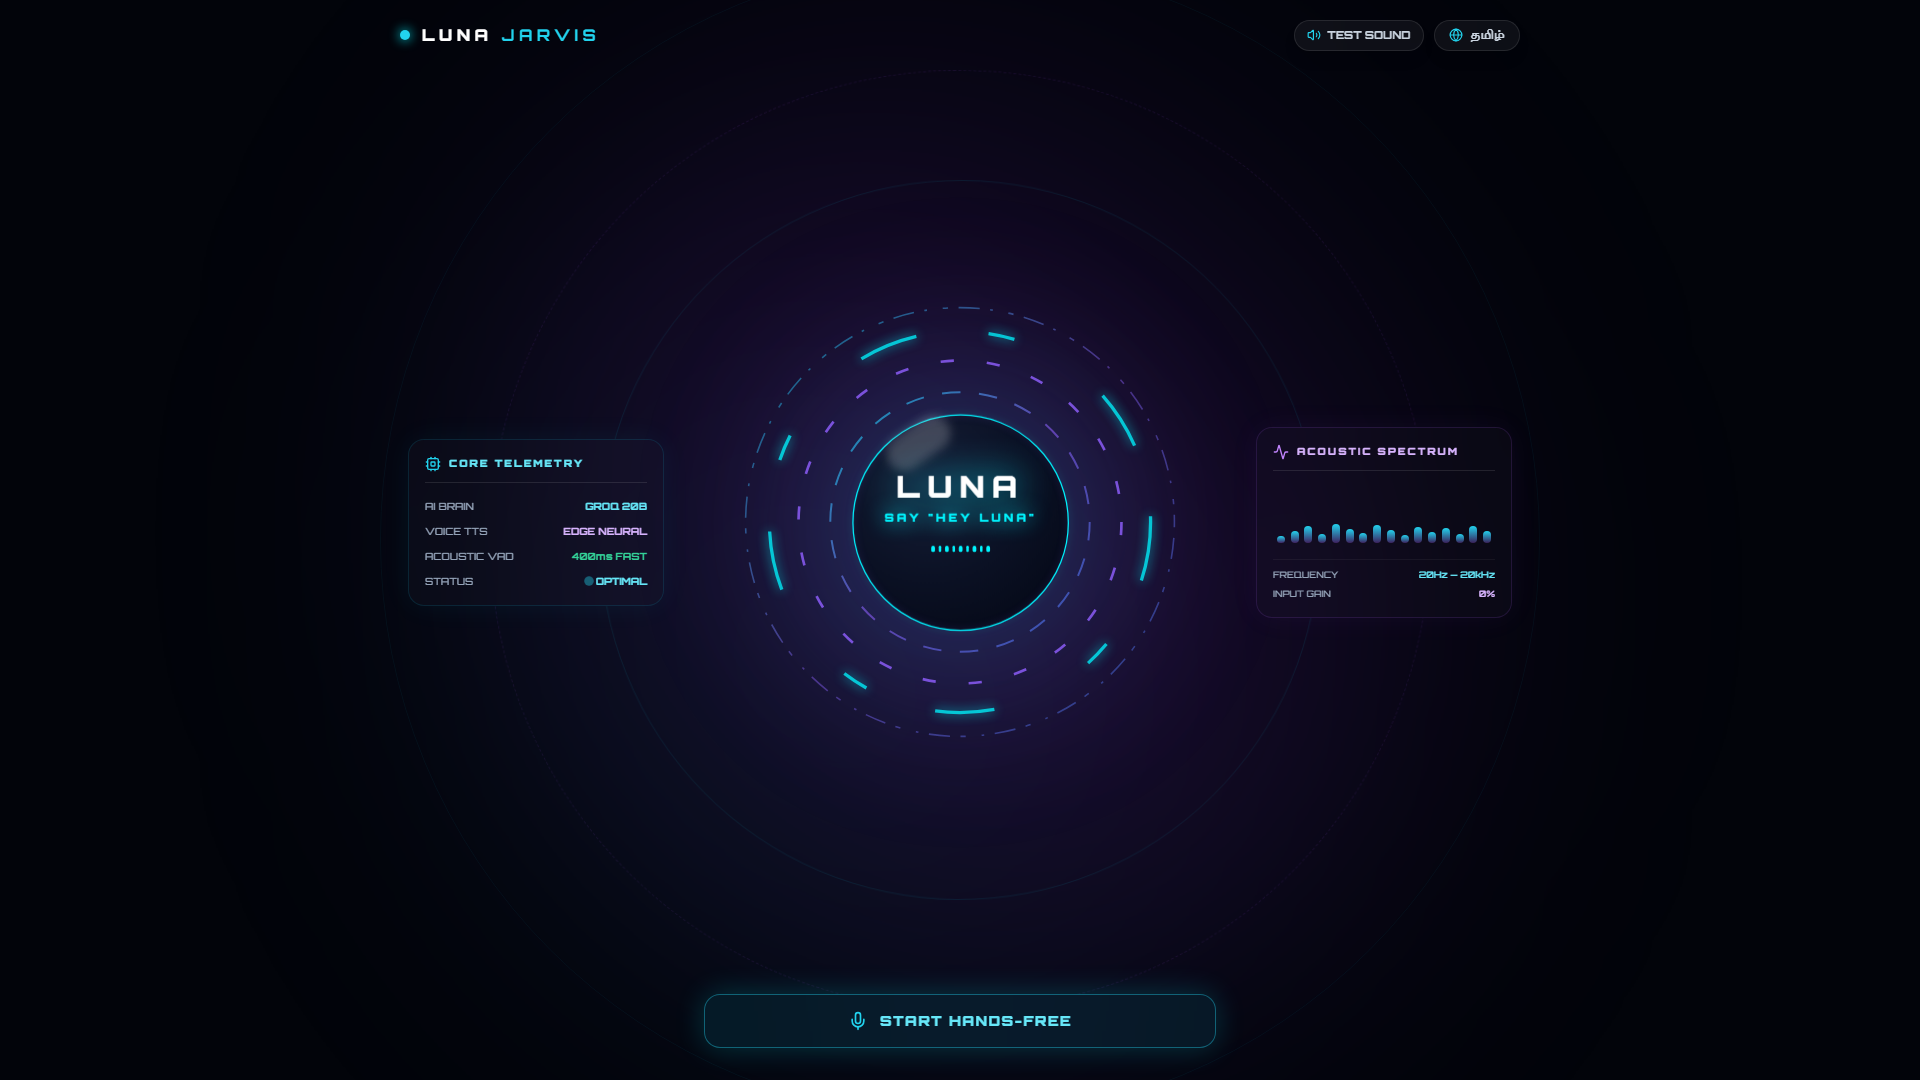 LUNA JARVIS
TEST SOUND
தமிழ்
CORE TELEMETRY
AI BRAIN GROQ 20B
VOICE TTS EDGE NEURAL
ACOUSTIC VAD 400ms FAST
STATUS OPTIMAL
LUNA
SAY "HEY LUNA"
ACOUSTIC SPECTRUM
FREQUENCY 20Hz – 20kHz
INPUT GAIN 0%
START HANDS-FREE